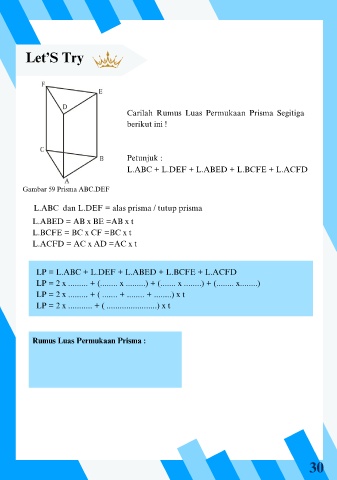 Let'S Try
F
E
D
C
B
A
Carilah Rumus Luas Permukaan Prisma Segitiga
berikut ini !
Petunjuk :
L.ABC + L.DEF + L.ABED + L.BCFE + L.ACFD
Gambar 59 Prisma ABC.DEF
L.ABC dan L.DEF = alas prisma / tutup prisma
L.ABED = AB x BE =AB x t
L.BCFE = BC x CF =BC x t
L.ACFD = AC x AD =AC x t
LP = L.ABC + L.DEF + L.ABED + L.BCFE + L.ACFD
LP = 2 x ......... + (........ x .........) + (....... x ........) + (........ x........)
LP = 2 x ......... + ( ....... + ........ + ........) x t
LP = 2 x ........... + ( .......................) x t
Rumus Luas Permukaan Prisma :
30